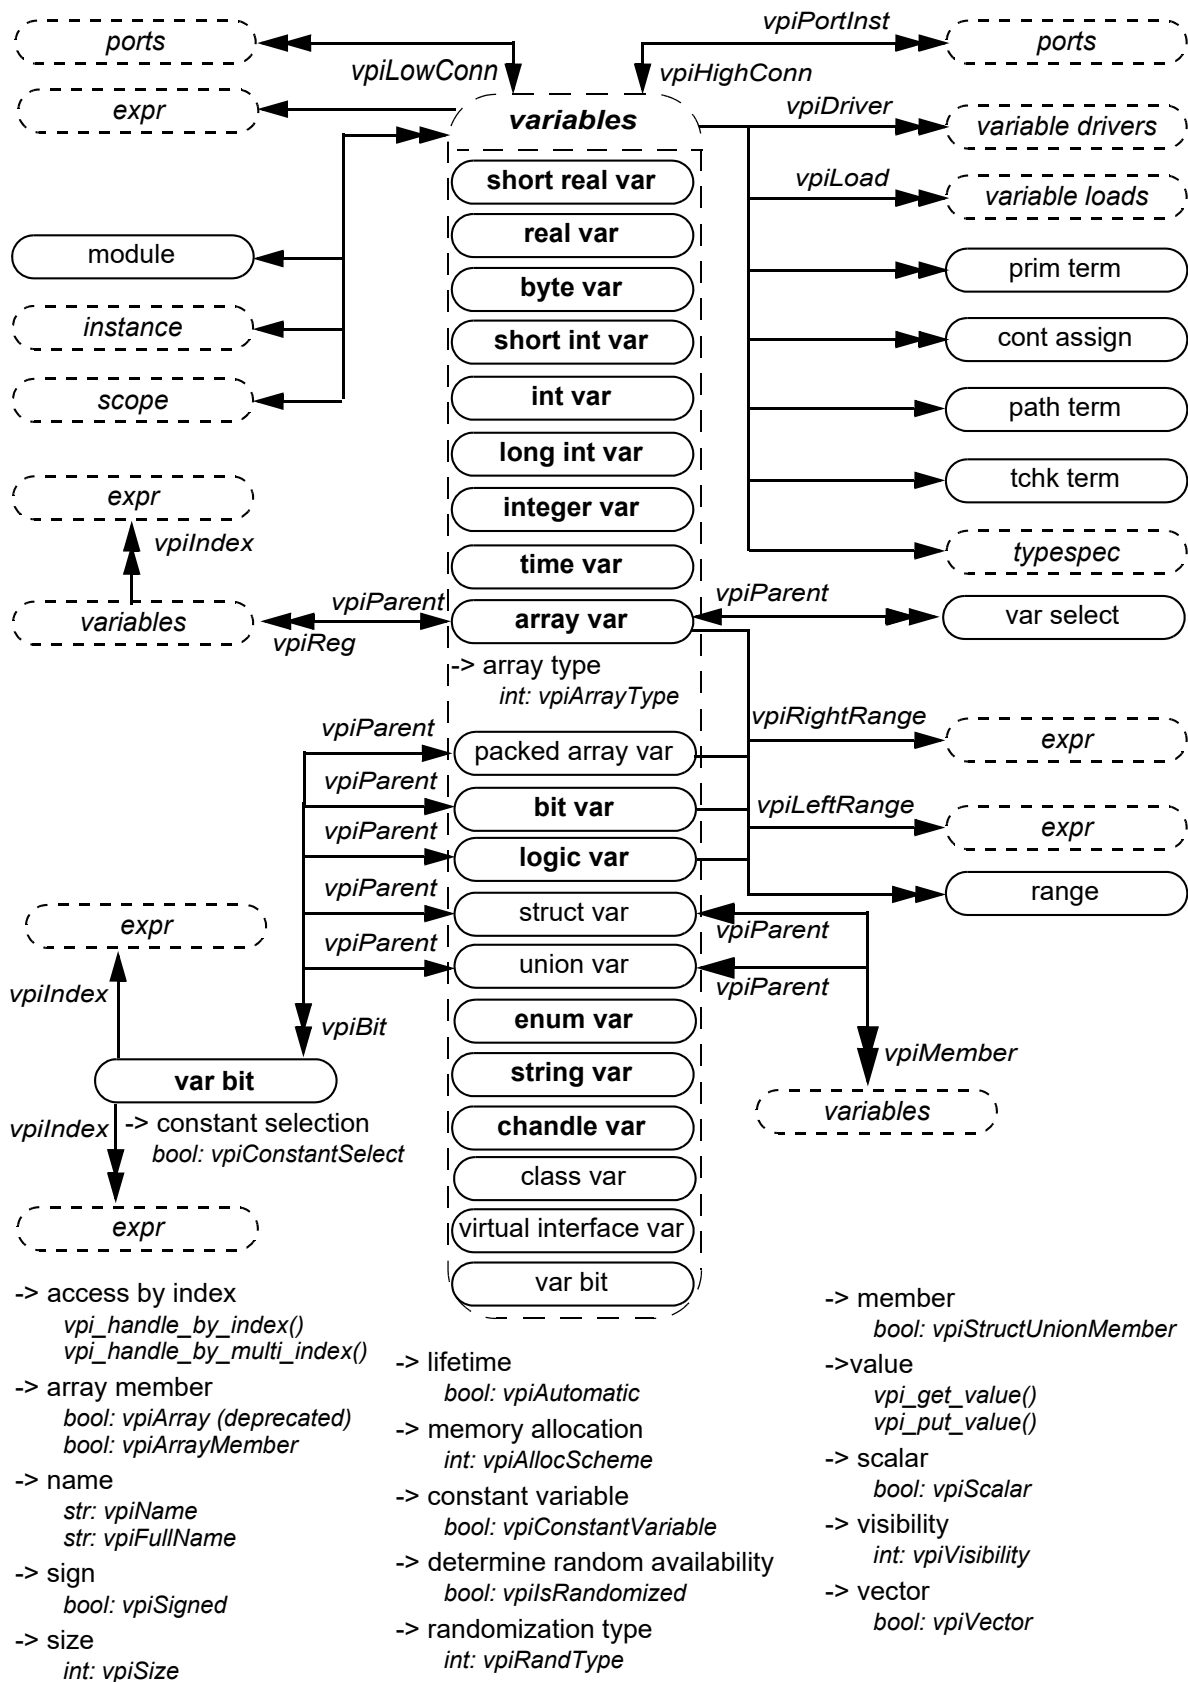 ports
vpiLowConn
vpiPortInst
vpiHighConn
ports
expr
variables
vpiDriver
variable drivers
short real var
vpiLoad
variable loads
real var
module
byte var
prim term
instance
short int var
cont assign
scope
int var
path term
long int var
tchk term
expr
vpiIndex
integer var
time var
typespec
variables
vpiParent
vpiReg
array var
vpiParent
var select
-> array type
int: vpiArrayType
vpiParent
packed array var
vpiRightRange
expr
vpiParent
bit var
vpiLeftRange
expr
vpiParent
logic var
range
vpiParent
struct var
vpiParent
expr
vpiParent
union var
vpiParent
vpiIndex
vpiBit
enum var
vpiMember
var bit
string var
variables
vpiIndex
-> constant selection
bool: vpiConstantSelect
chandle var
class var
expr
virtual interface var
var bit
-> access by index
vpi_handle_by_index()
vpi_handle_by_multi_index()
-> array member
bool: vpiArray (deprecated)
bool: vpiArrayMember
-> name
str: vpiName
str: vpiFullName
-> sign
bool: vpiSigned
-> size
int: vpiSize
-> lifetime
bool: vpiAutomatic
-> memory allocation
int: vpiAllocScheme
-> constant variable
bool: vpiConstantVariable
-> determine random availability
bool: vpiIsRandomized
-> randomization type
int: vpiRandType
-> member
bool: vpiStructUnionMember
->value
vpi_get_value()
vpi_put_value()
-> scalar
bool: vpiScalar
-> visibility
int: vpiVisibility
-> vector
bool: vpiVector